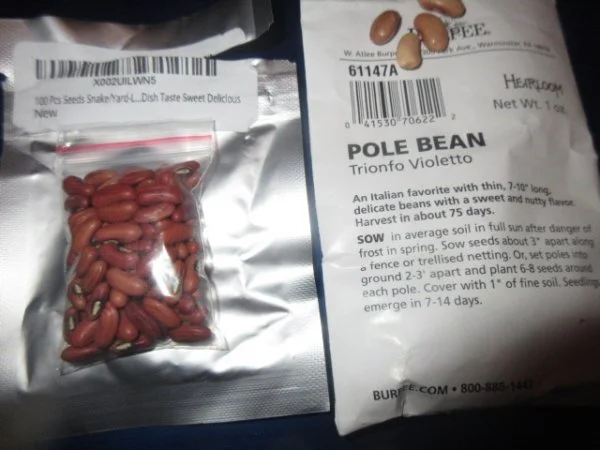 X002UILWN5
100 Pcs Seeds Snake/Yard-L...Dish Taste Sweet Delicious
New
W. Atlee Burpee
Ave., Warminster, PA
61147A
HEIRLOOM
Net Wt. 1 oz.
0 41530 70622 2
POLE BEAN
Trionfo Violetto
An Italian favorite with thin, 7-10" long,
delicate beans with a sweet and nutty flavor.
Harvest in about 75 days.
SOW in average soil in full sun after danger of
frost in spring. Sow seeds about 3" apart along
a fence or trellised netting. Or, set poles into
ground 2-3' apart and plant 6-8 seeds around
each pole. Cover with 1" of fine soil. Seedlings
emerge in 7-14 days.
BURPEE.COM • 800-888-1447